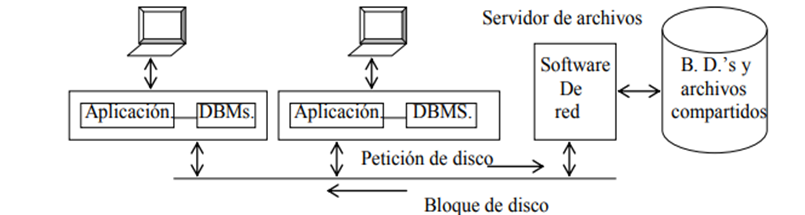 Servidor de archivos
Software
De
red
B. D.'s y
archivos
compartidos
Aplicación. DBMs.
Aplicación. DBMS.
Petición de disco
Bloque de disco